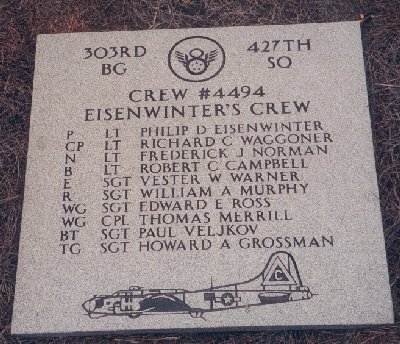 303RD 427TH
BG SQ
CREW #4494
EISENWINTER'S CREW
P LT PHILIP D EISENWINTER
CP LT RICHARD C WAGGONER
N LT FREDERICK J NORMAN
B LT ROBERT C CAMPBELL
E SGT VESTER W WARNER
R SGT WILLIAM A MURPHY
WG SGT EDWARD E ROSS
WG CPL THOMAS MERRILL
BT SGT PAUL VELJKOV
TG SGT HOWARD A GROSSMAN
C